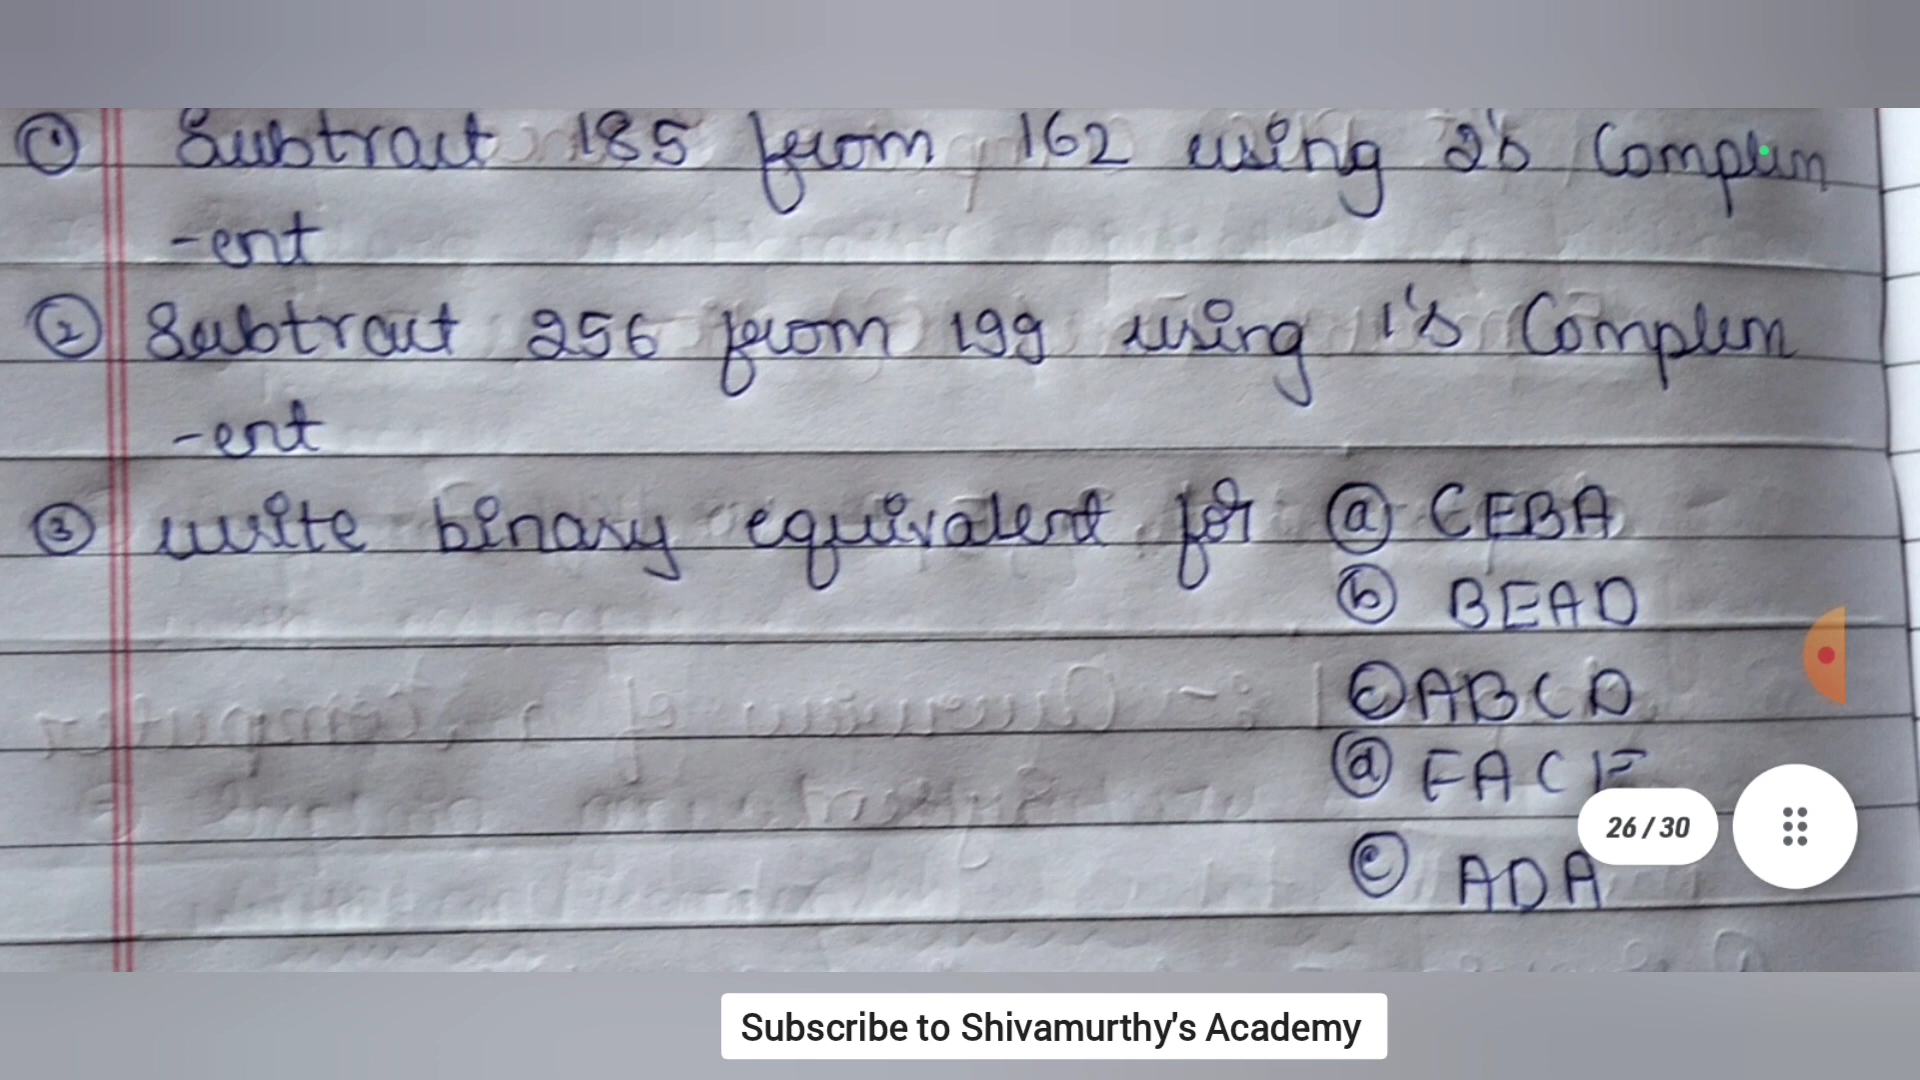 ① Subtract 185 from 162 using 2's Complem
-ent
② Subtract 256 from 199 using 1's Complem
-ent
③ write binary equivalent for ⓐ CEBA
ⓑ BEAD
ⓒ ABCD
ⓓ FACE
26 / 30
ⓔ ADA
Subscribe to Shivamurthy's Academy